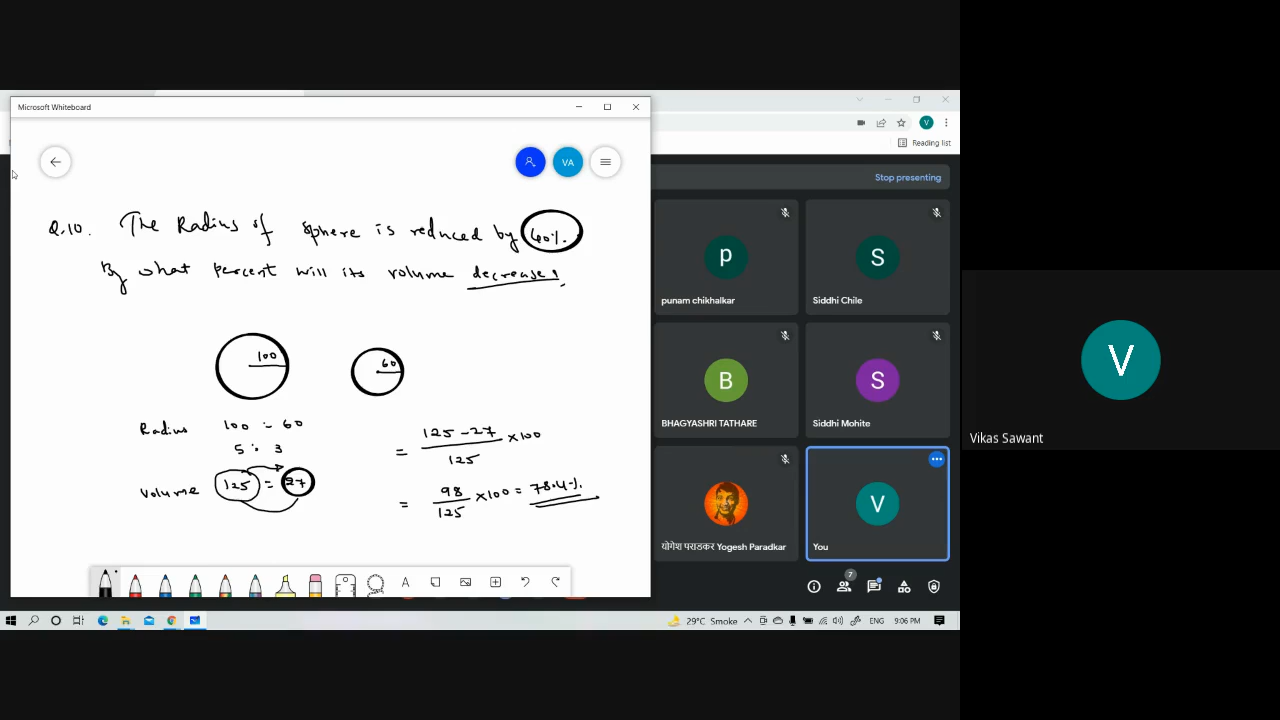 Microsoft Whiteboard
Reading list
VA
V
Stop presenting
Q.10. The Radius of sphere is reduced by 40%.
By what percent will its volume decrease?
100
60
Radius 100 : 60
5 : 3
Volume 125 : 27
= 125 - 27 / 125 × 100
= 98 / 125 × 100 = 78.4%
A
p
punam chikhalkar
S
Siddhi Chile
B
BHAGYASHRI TATHARE
S
Siddhi Mohite
योगेश पराडकर Yogesh Paradkar
V
You
7
V
Vikas Sawant
29°C Smoke
ENG
9:06 PM